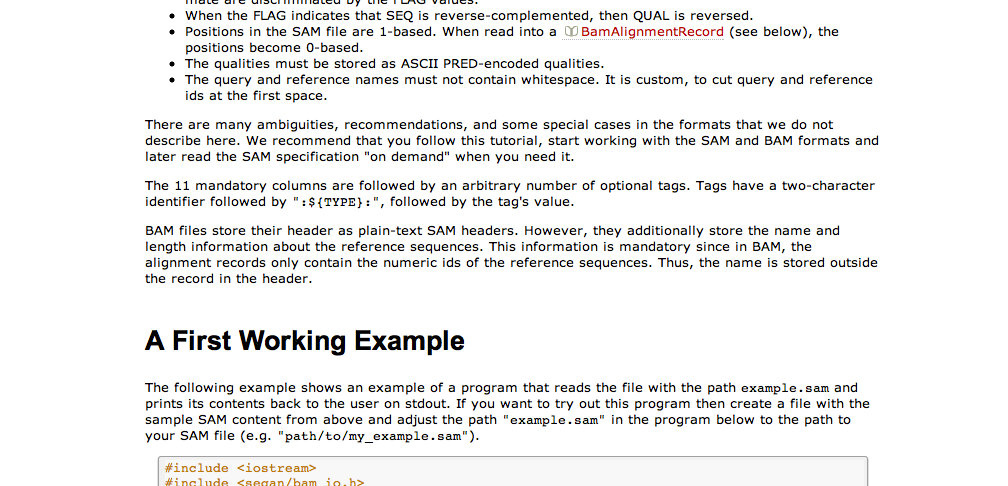 mate are discriminated by the FLAG values.
• When the FLAG indicates that SEQ is reverse-complemented, then QUAL is reversed.
• Positions in the SAM file are 1-based. When read into a BamAlignmentRecord (see below), the
positions become 0-based.
• The qualities must be stored as ASCII PRED-encoded qualities.
• The query and reference names must not contain whitespace. It is custom, to cut query and reference
ids at the first space.
There are many ambiguities, recommendations, and some special cases in the formats that we do not
describe here. We recommend that you follow this tutorial, start working with the SAM and BAM formats and
later read the SAM specification "on demand" when you need it.
The 11 mandatory columns are followed by an arbitrary number of optional tags. Tags have a two-character
identifier followed by ":${TYPE}:", followed by the tag's value.
BAM files store their header as plain-text SAM headers. However, they additionally store the name and
length information about the reference sequences. This information is mandatory since in BAM, the
alignment records only contain the numeric ids of the reference sequences. Thus, the name is stored outside
the record in the header.
A First Working Example
The following example shows an example of a program that reads the file with the path example.sam and
prints its contents back to the user on stdout. If you want to try out this program then create a file with the
sample SAM content from above and adjust the path "example.sam" in the program below to the path to
your SAM file (e.g. "path/to/my_example.sam").
#include <iostream>
#include <seqan/bam_io.h>